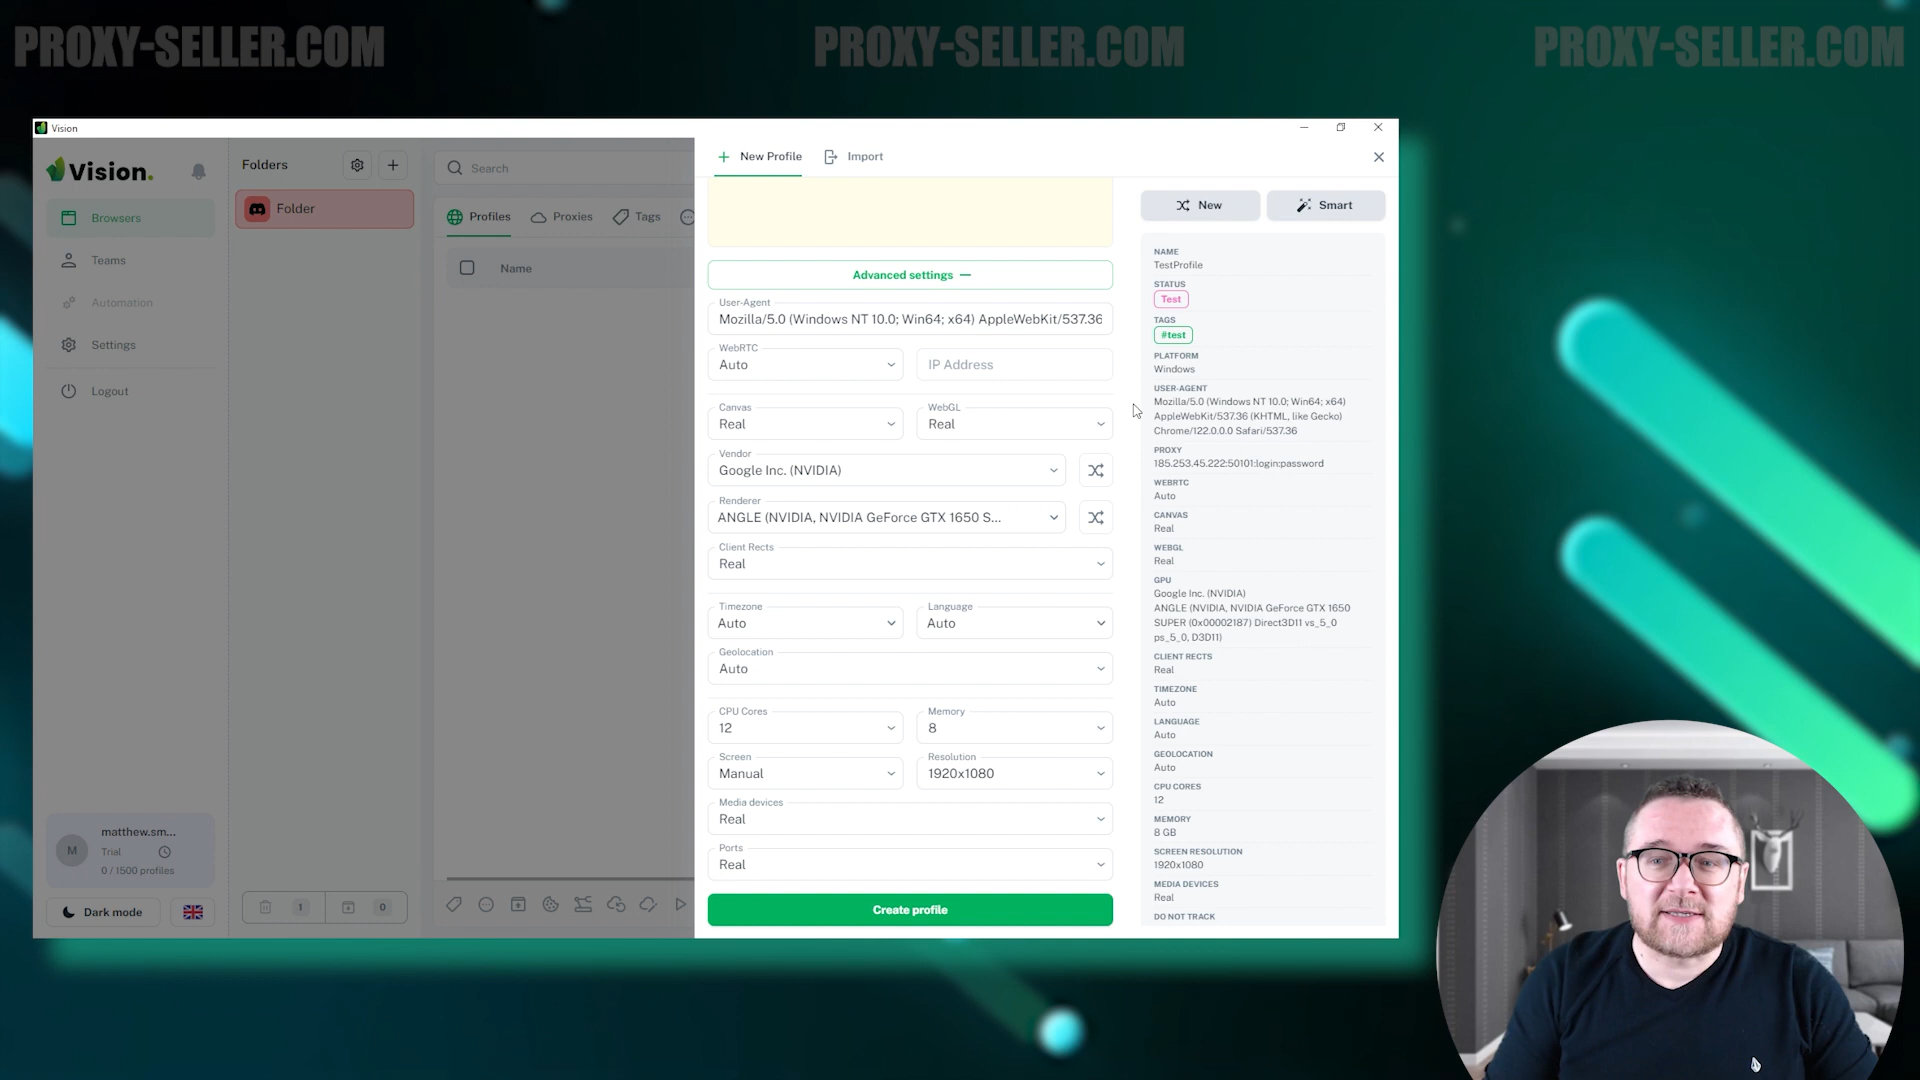 PROXY-SELLER.COM
PROXY-SELLER.COM
PROXY-SELLER.COM
Vision
Vision.
Browsers
Teams
Automation
Settings
Logout
M
matthew.sm...
Trial
0 / 1500 profiles
Dark mode
Folders
Folder
1
0
Search
Profiles
Proxies
Tags
Name
New Profile
Import
Advanced settings
User-Agent
Mozilla/5.0 (Windows NT 10.0; Win64; x64) AppleWebKit/537.36
WebRTC
Auto
IP Address
Canvas
Real
WebGL
Real
Vendor
Google Inc. (NVIDIA)
Renderer
ANGLE (NVIDIA, NVIDIA GeForce GTX 1650 S...
Client Rects
Real
Timezone
Auto
Language
Auto
Geolocation
Auto
CPU Cores
12
Memory
8
Screen
Manual
Resolution
1920x1080
Media devices
Real
Ports
Real
Create profile
New
Smart
NAME
TestProfile
STATUS
Test
TAGS
#test
PLATFORM
Windows
USER-AGENT
Mozilla/5.0 (Windows NT 10.0; Win64; x64)
AppleWebKit/537.36 (KHTML, like Gecko)
Chrome/122.0.0.0 Safari/537.36
PROXY
185.253.45.222:50101:login:password
WEBRTC
Auto
CANVAS
Real
WEBGL
Real
GPU
Google Inc. (NVIDIA)
ANGLE (NVIDIA, NVIDIA GeForce GTX 1650
SUPER (0x00002187) Direct3D11 vs_5_0
ps_5_0, D3D11)
CLIENT RECTS
Real
TIMEZONE
Auto
LANGUAGE
Auto
GEOLOCATION
Auto
CPU CORES
12
MEMORY
8 GB
SCREEN RESOLUTION
1920x1080
MEDIA DEVICES
Real
DO NOT TRACK